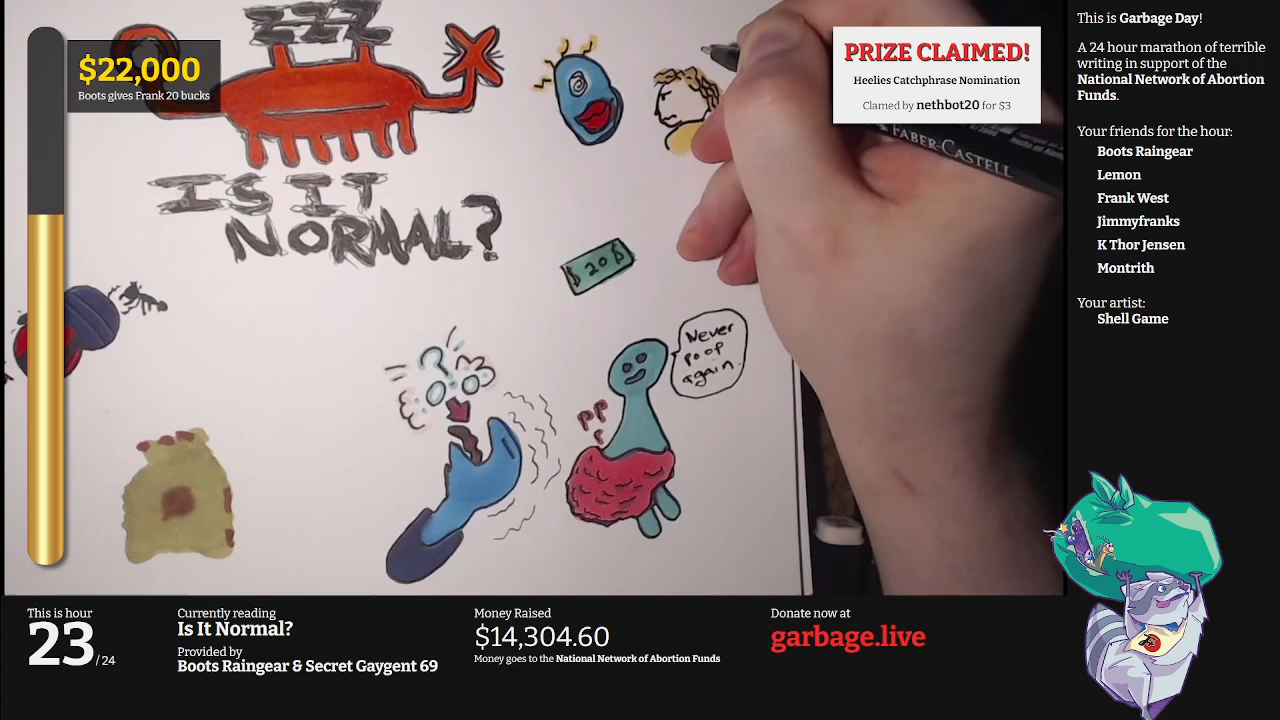 $22,000
Boots gives Frank 20 bucks
ZZZ
IS IT
NORMAL?
$20$
Never
poop
again.
PP
FABER-CASTELL
PRIZE CLAIMED!
Heelies Catchphrase Nomination
Clamed by nethbot20 for $3
This is Garbage Day!
A 24 hour marathon of terrible
writing in support of the
National Network of Abortion
Funds.
Your friends for the hour:
Boots Raingear
Lemon
Frank West
Jimmyfranks
K Thor Jensen
Montrith
Your artist:
Shell Game
This is hour
23 / 24
Currently reading
Is It Normal?
Provided by
Boots Raingear & Secret Gaygent 69
Money Raised
$14,304.60
Money goes to the National Network of Abortion Funds
Donate now at
garbage.live